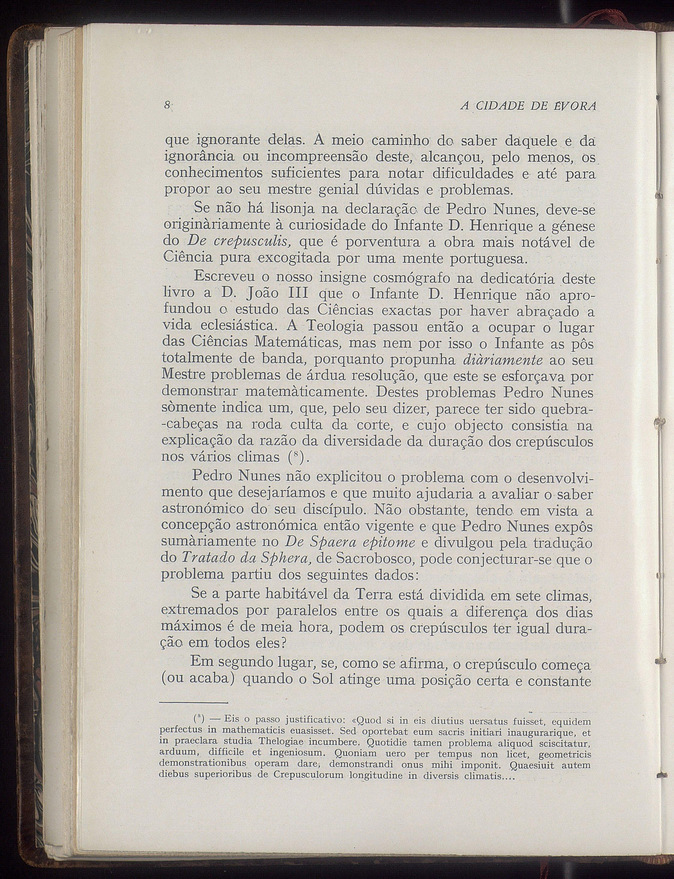 8
A CIDADE DE ÉVORA
que ignorante delas. A meio caminho do saber daquele e da
ignorância ou incompreensão deste, alcançou, pelo menos, os
conhecimentos suficientes para notar dificuldades e até para
propor ao seu mestre genial dúvidas e problemas.
Se não há lisonja na declaração de Pedro Nunes, deve-se
originàriamente à curiosidade do Infante D. Henrique a génese
do De crepusculis, que é porventura a obra mais notável de
Ciência pura excogitada por uma mente portuguesa.
Escreveu o nosso insigne cosmógrafo na dedicatória deste
livro a D. João III que o Infante D. Henrique não apro-
fundou o estudo das Ciências exactas por haver abraçado a
vida eclesiástica. A Teologia passou então a ocupar o lugar
das Ciências Matemáticas, mas nem por isso o Infante as pôs
totalmente de banda, porquanto propunha diàriamente ao seu
Mestre problemas de árdua resolução, que este se esforçava por
demonstrar matemàticamente. Destes problemas Pedro Nunes
sòmente indica um, que, pelo seu dizer, parece ter sido quebra-
-cabeças na roda culta da corte, e cujo objecto consistia na
explicação da razão da diversidade da duração dos crepúsculos
nos vários climas (⁸).
Pedro Nunes não explicitou o problema com o desenvolvi-
mento que desejaríamos e que muito ajudaria a avaliar o saber
astronómico do seu discípulo. Não obstante, tendo em vista a
concepção astronómica então vigente e que Pedro Nunes expôs
sumàriamente no De Spaera epitome e divulgou pela tradução
do Tratado da Sphera, de Sacrobosco, pode conjecturar-se que o
problema partiu dos seguintes dados:
Se a parte habitável da Terra está dividida em sete climas,
extremados por paralelos entre os quais a diferença dos dias
máximos é de meia hora, podem os crepúsculos ter igual dura-
ção em todos eles?
Em segundo lugar, se, como se afirma, o crepúsculo começa
(ou acaba) quando o Sol atinge uma posição certa e constante
(⁸) — Eis o passo justificativo: «Quod si in eis diutius uersatus fuisset, equidem
perfectus in mathematicis euasisset. Sed oportebat eum sacris initiari inaugurarique, et
in praeclara studia Thelogiae incumbere. Quotidie tamen problema aliquod sciscitatur,
arduum, difficile et ingeniosum. Quoniam uero per tempus non licet, geometricis
demonstrationibus operam dare, demonstrandi onus mihi imponit. Quaesiuit autem
diebus superioribus de Crepusculorum longitudine in diversis climatis....